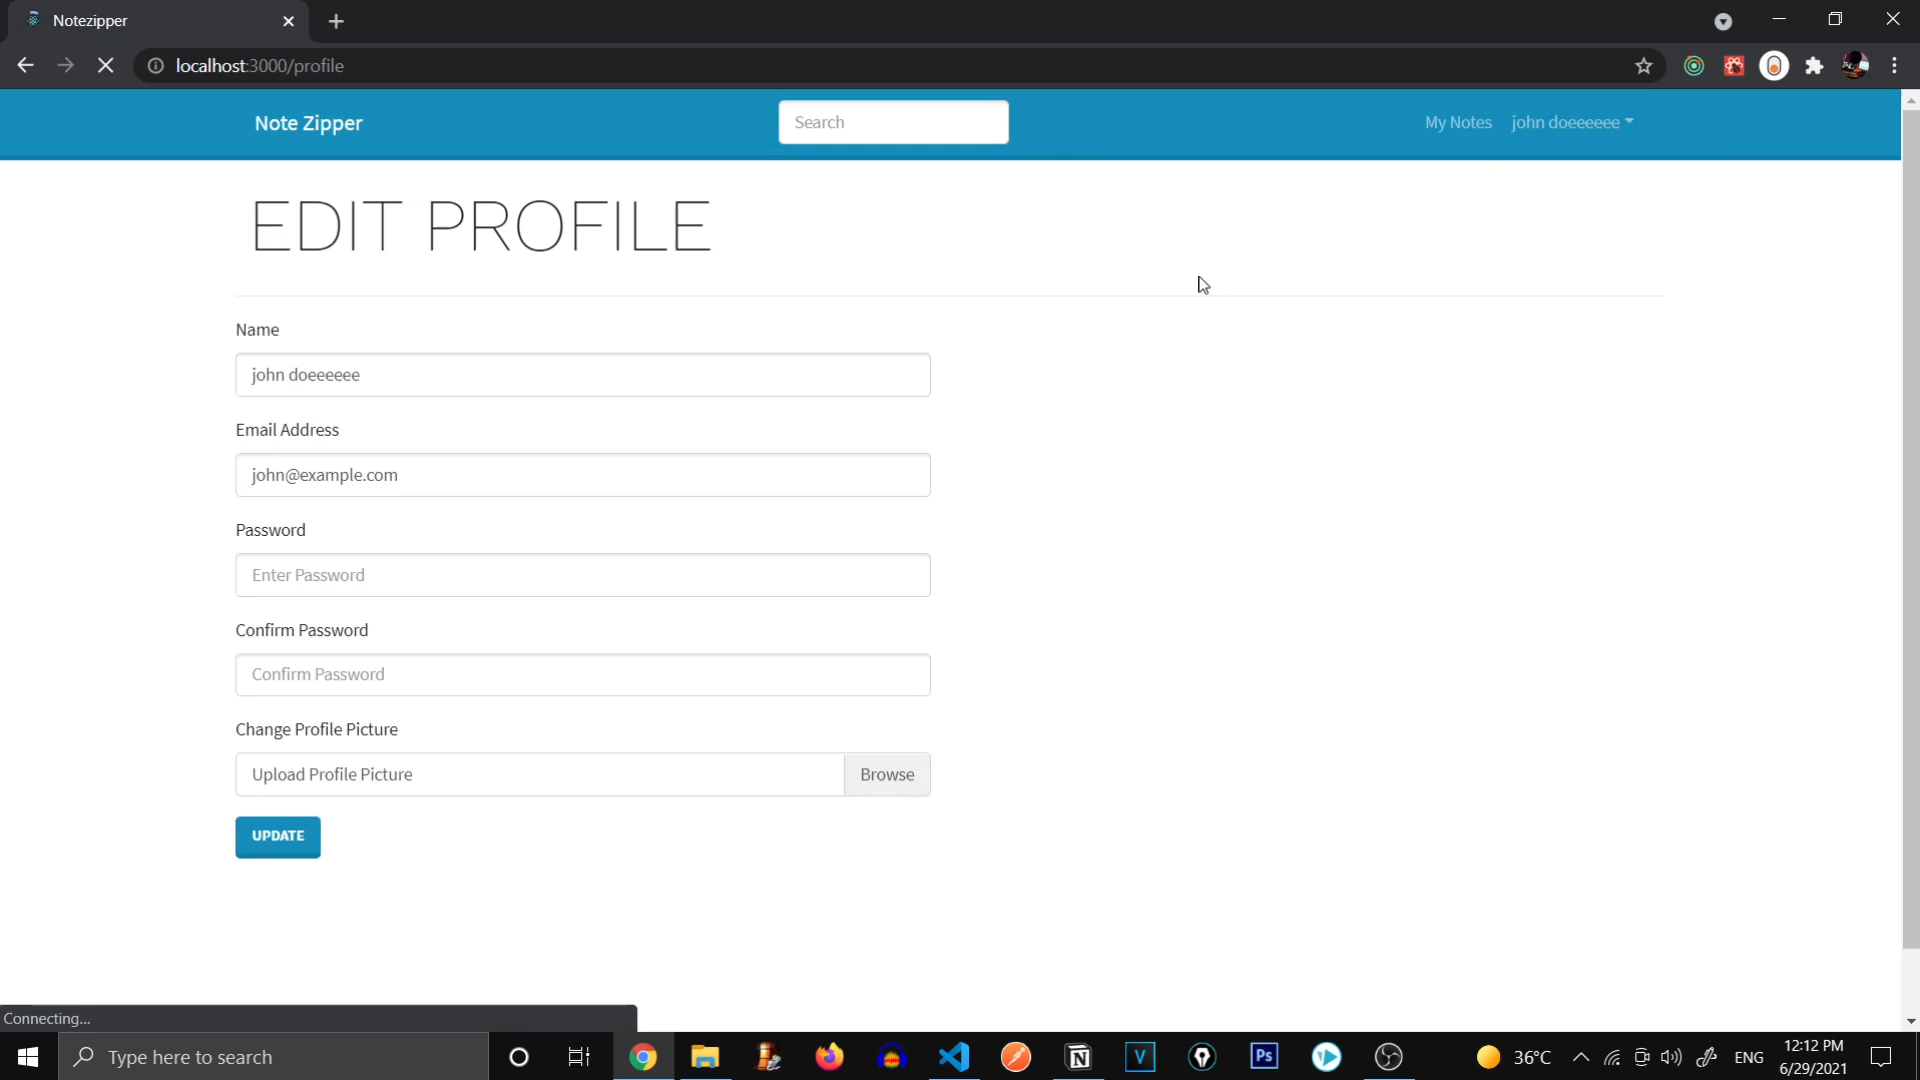 Notezipper
localhost:3000/profile
Note Zipper
Search
My Notes
john doeeeeee
EDIT PROFILE
Name
john doeeeeee
Email Address
john@example.com
Password
Enter Password
Confirm Password
Confirm Password
Change Profile Picture
Upload Profile Picture
Browse
UPDATE
Connecting...
Type here to search
N
V
Ps
36°C
ENG
12:12 PM
6/29/2021